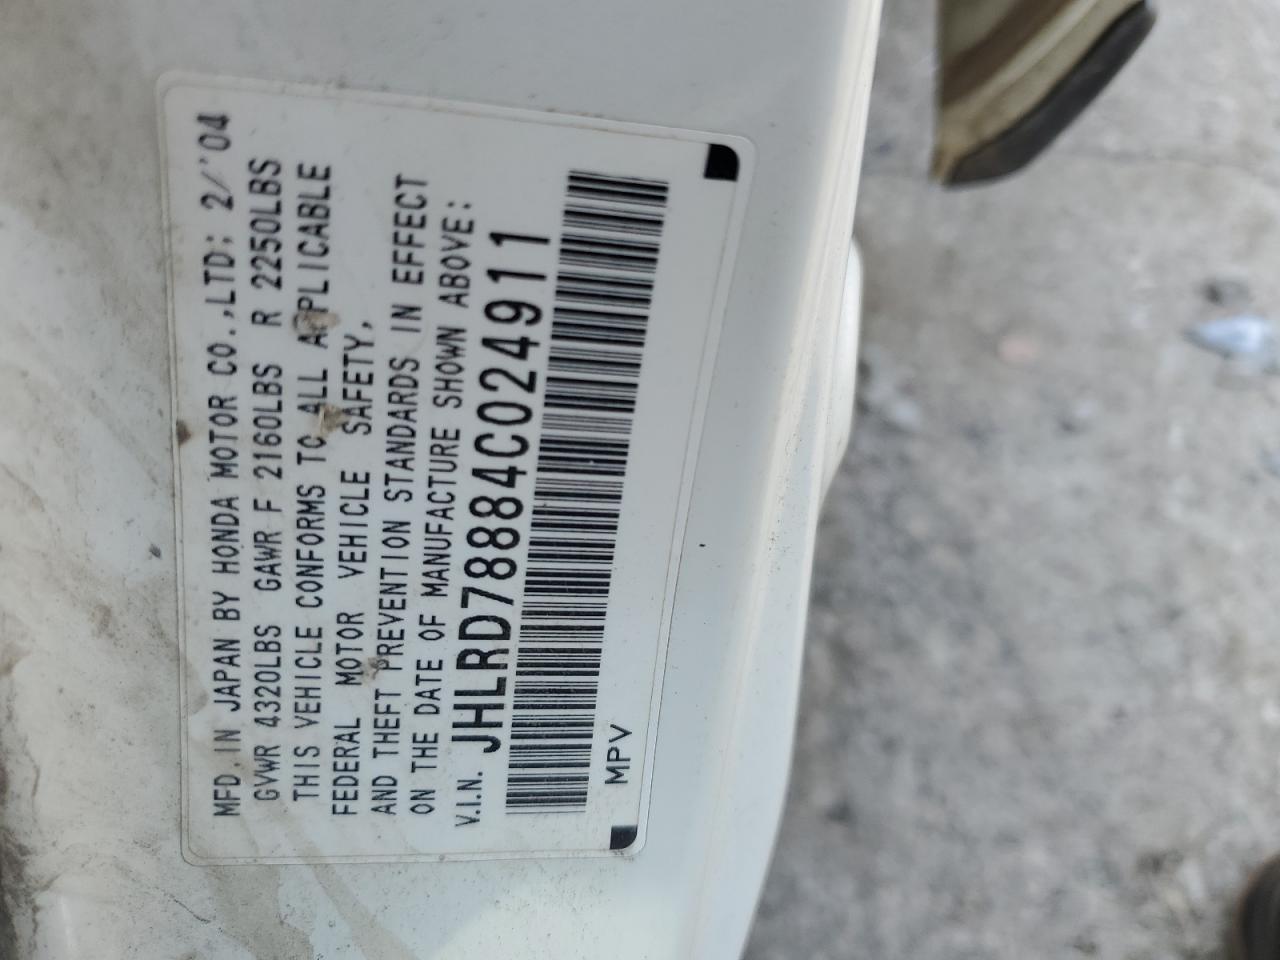 MFD. IN JAPAN BY HONDA MOTOR CO.,LTD; 2/'04
GVWR 4320LBS GAWR F 2160LBS R 2250LBS
THIS VEHICLE CONFORMS TO ALL APPLICABLE
FEDERAL MOTOR VEHICLE SAFETY,
AND THEFT PREVENTION STANDARDS IN EFFECT
ON THE DATE OF MANUFACTURE SHOWN ABOVE;
V.I.N. JHLRD78884C024911
MPV